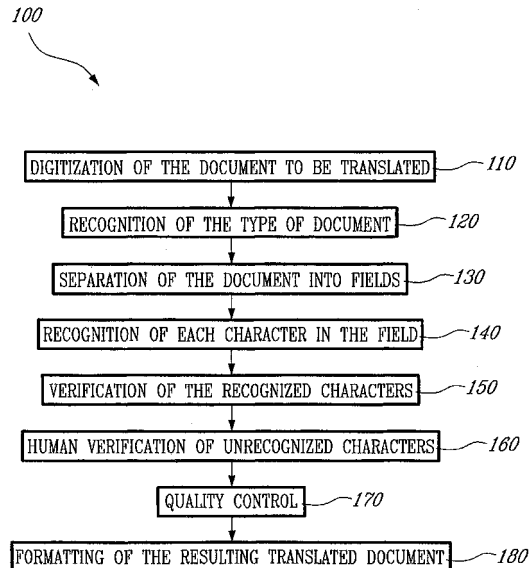 100
DIGITIZATION OF THE DOCUMENT TO BE TRANSLATED 110
RECOGNITION OF THE TYPE OF DOCUMENT 120
SEPARATION OF THE DOCUMENT INTO FIELDS 130
RECOGNITION OF EACH CHARACTER IN THE FIELD 140
VERIFICATION OF THE RECOGNIZED CHARACTERS 150
HUMAN VERIFICATION OF UNRECOGNIZED CHARACTERS 160
QUALITY CONTROL 170
FORMATTING OF THE RESULTING TRANSLATED DOCUMENT 180